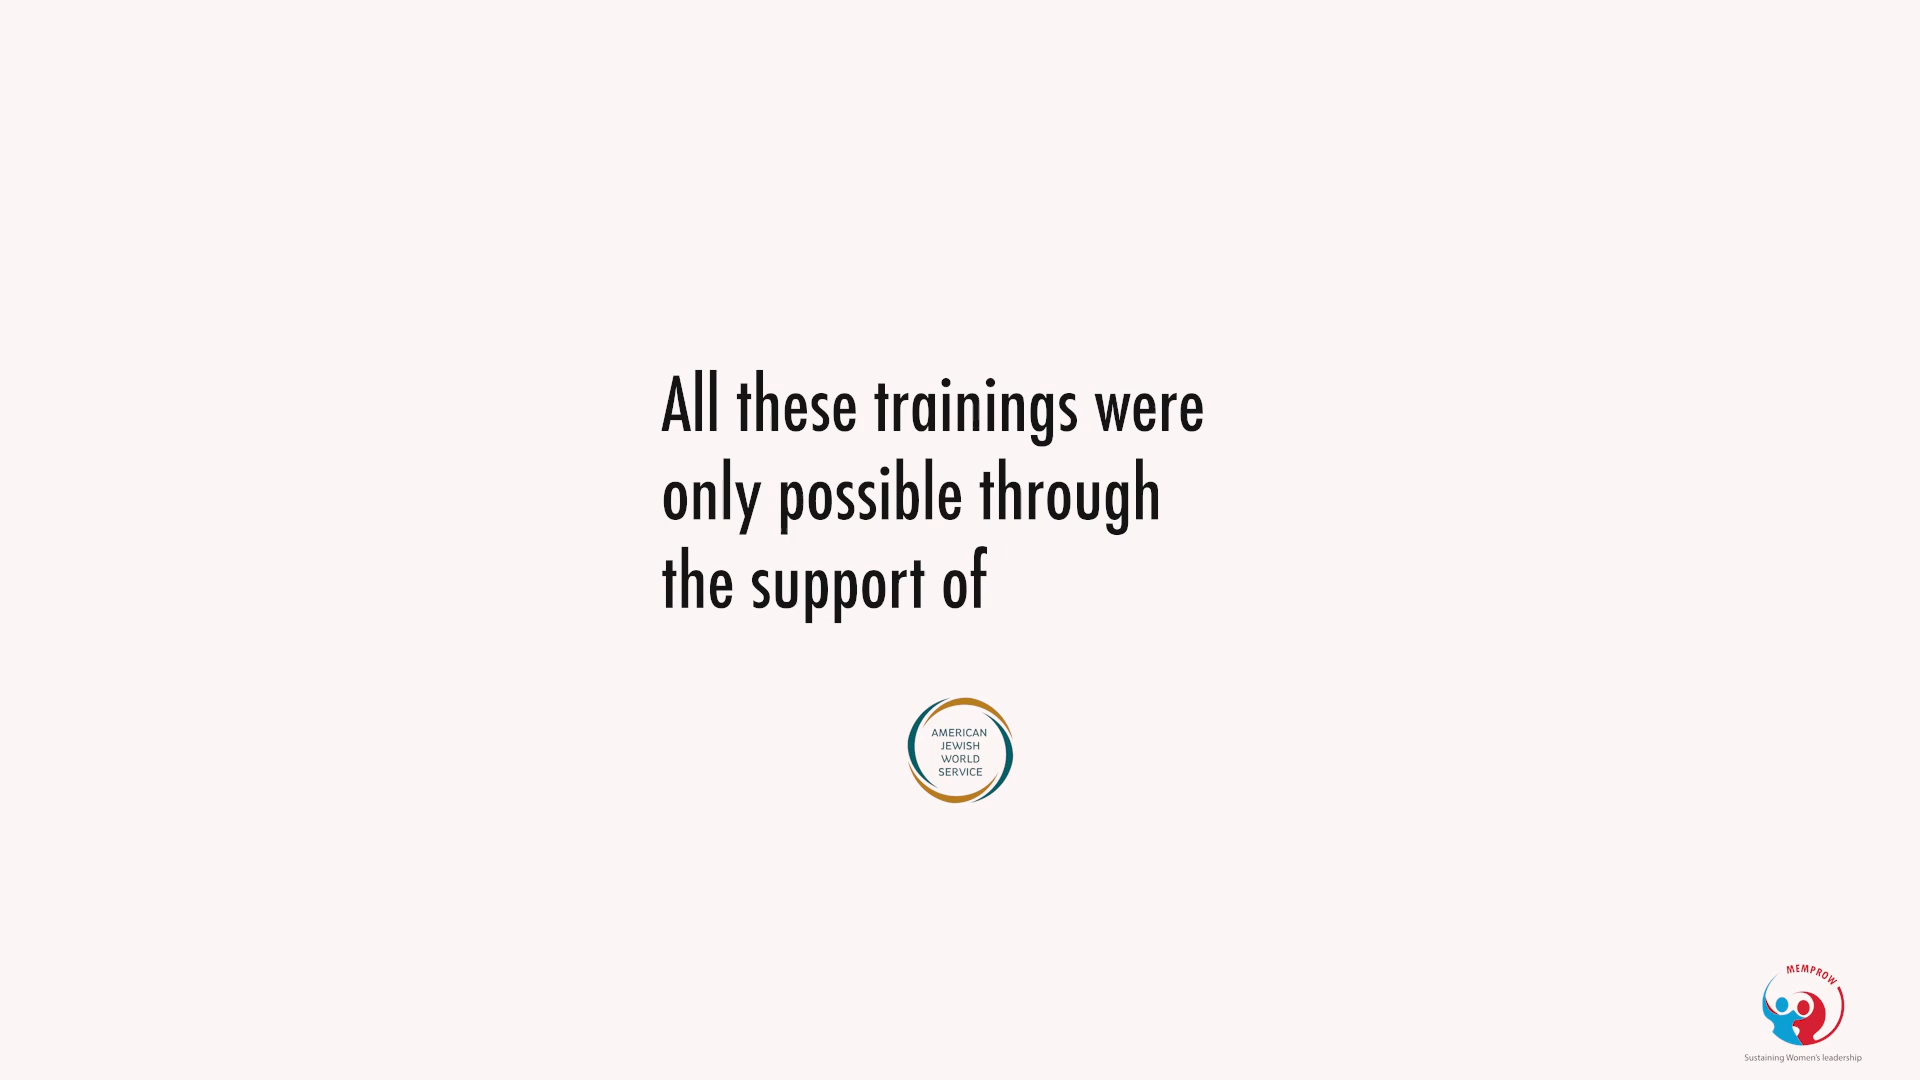 All these trainings were
only possible through
the support of
AMERICAN
JEWISH
WORLD
SERVICE
MEMPROW
Sustaining Women's leadership